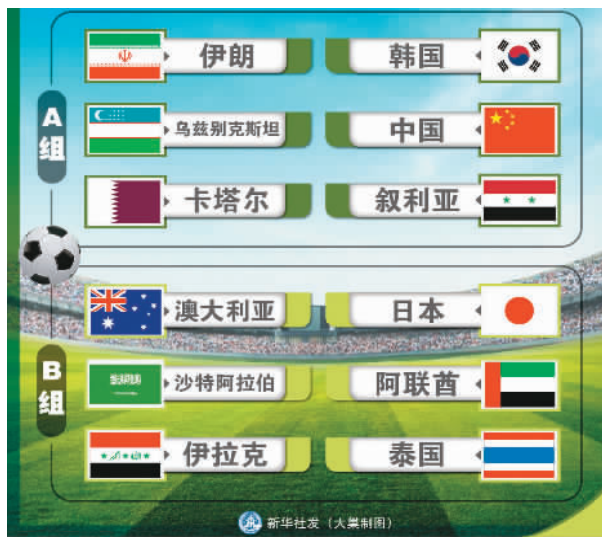 A组
伊朗
韩国
乌兹别克斯坦
中国
卡塔尔
叙利亚
B组
澳大利亚
日本
沙特阿拉伯
阿联酋
伊拉克
泰国
新华社发（大巢制图）